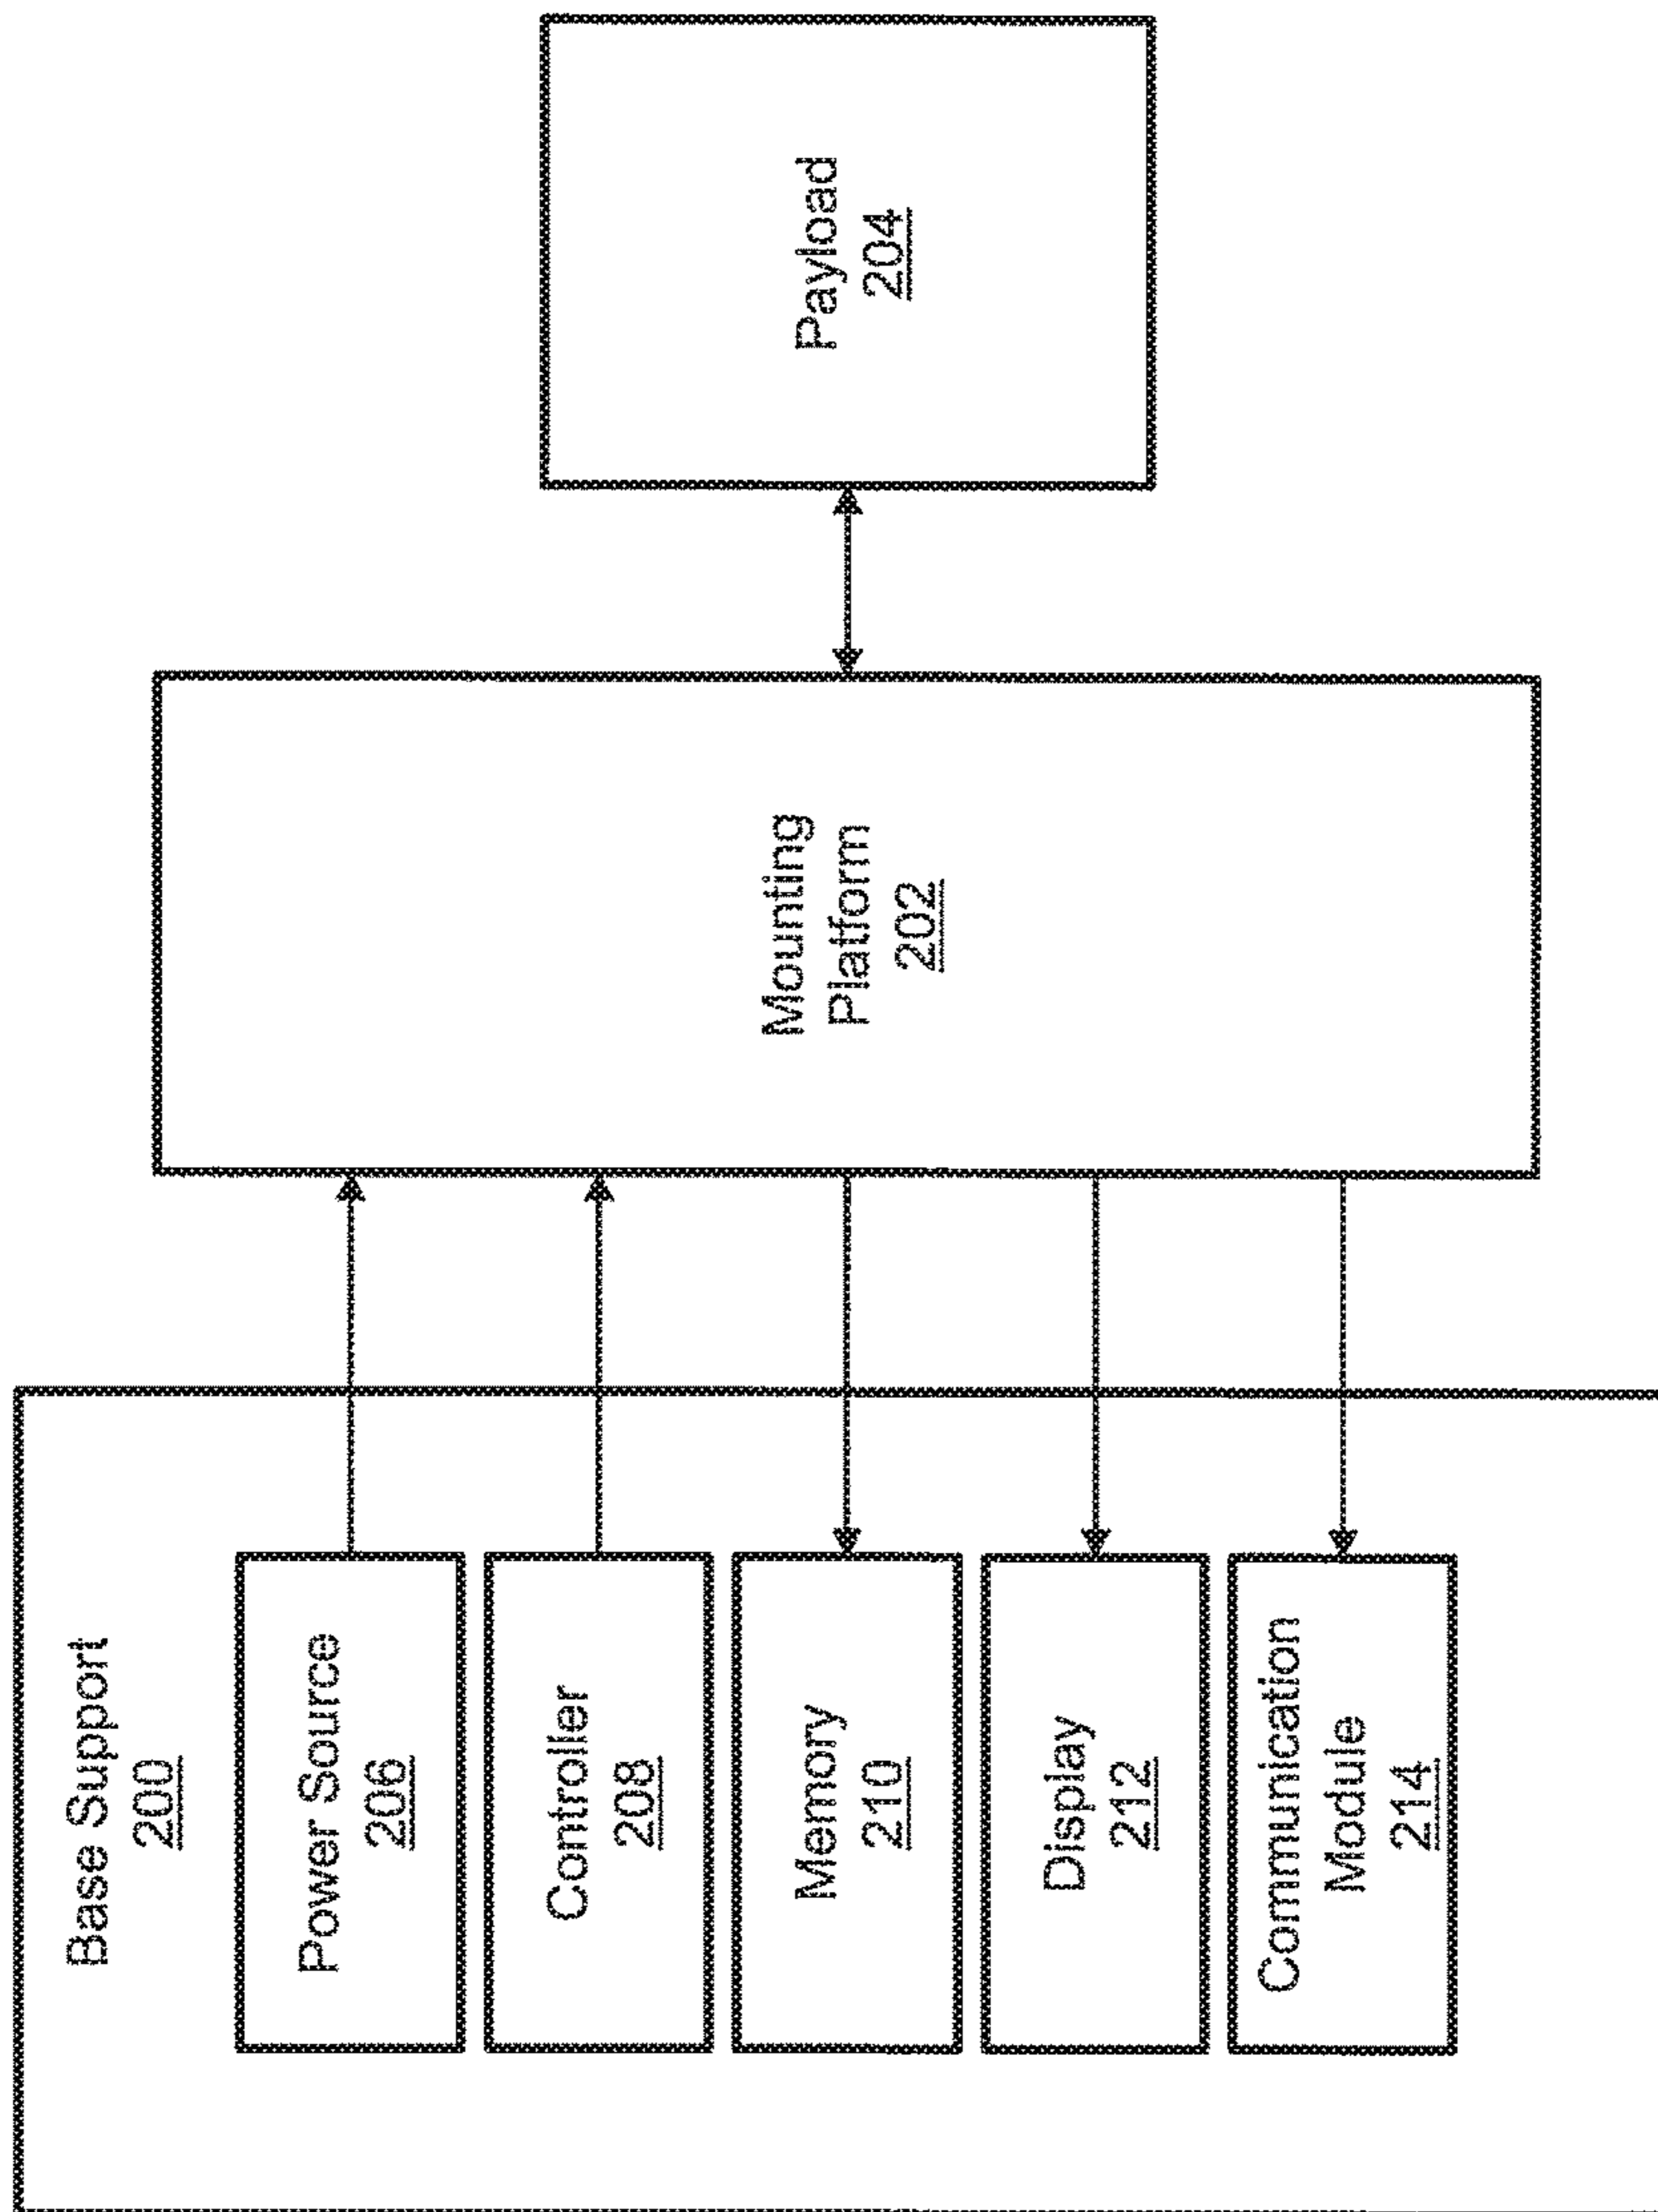 Base Support
200
Power Source
206
Controller
208
Memory
210
Display
212
Communication
Module
214
Mounting
Platform
202
Payload
204